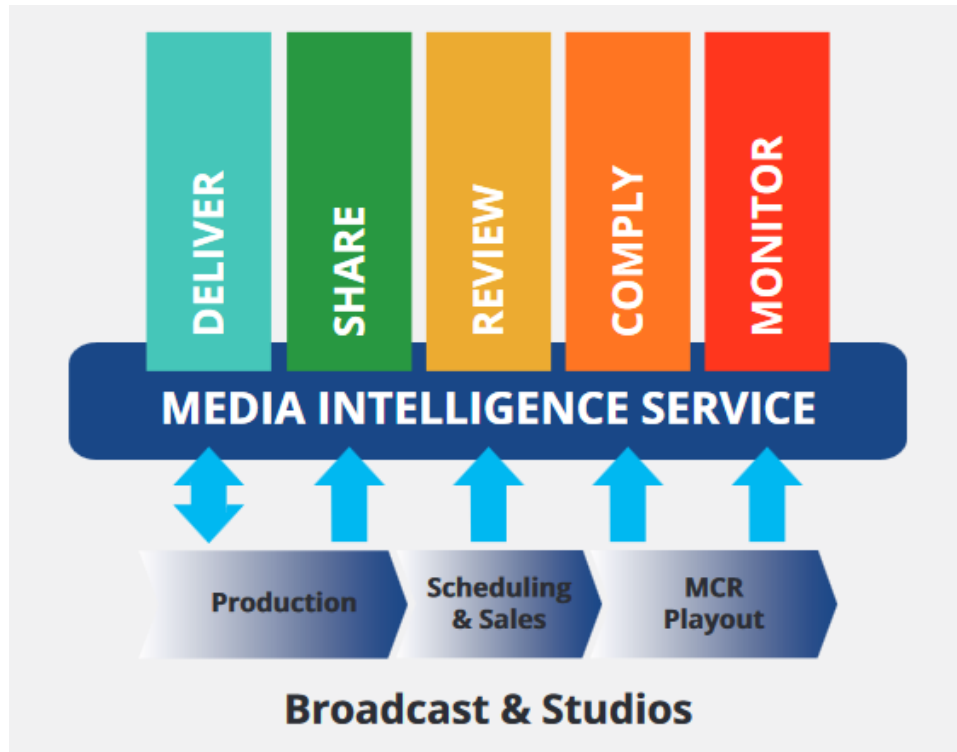 DELIVER
SHARE
REVIEW
COMPLY
MONITOR
MEDIA INTELLIGENCE SERVICE
Production
Scheduling
& Sales
MCR
Playout
Broadcast & Studios